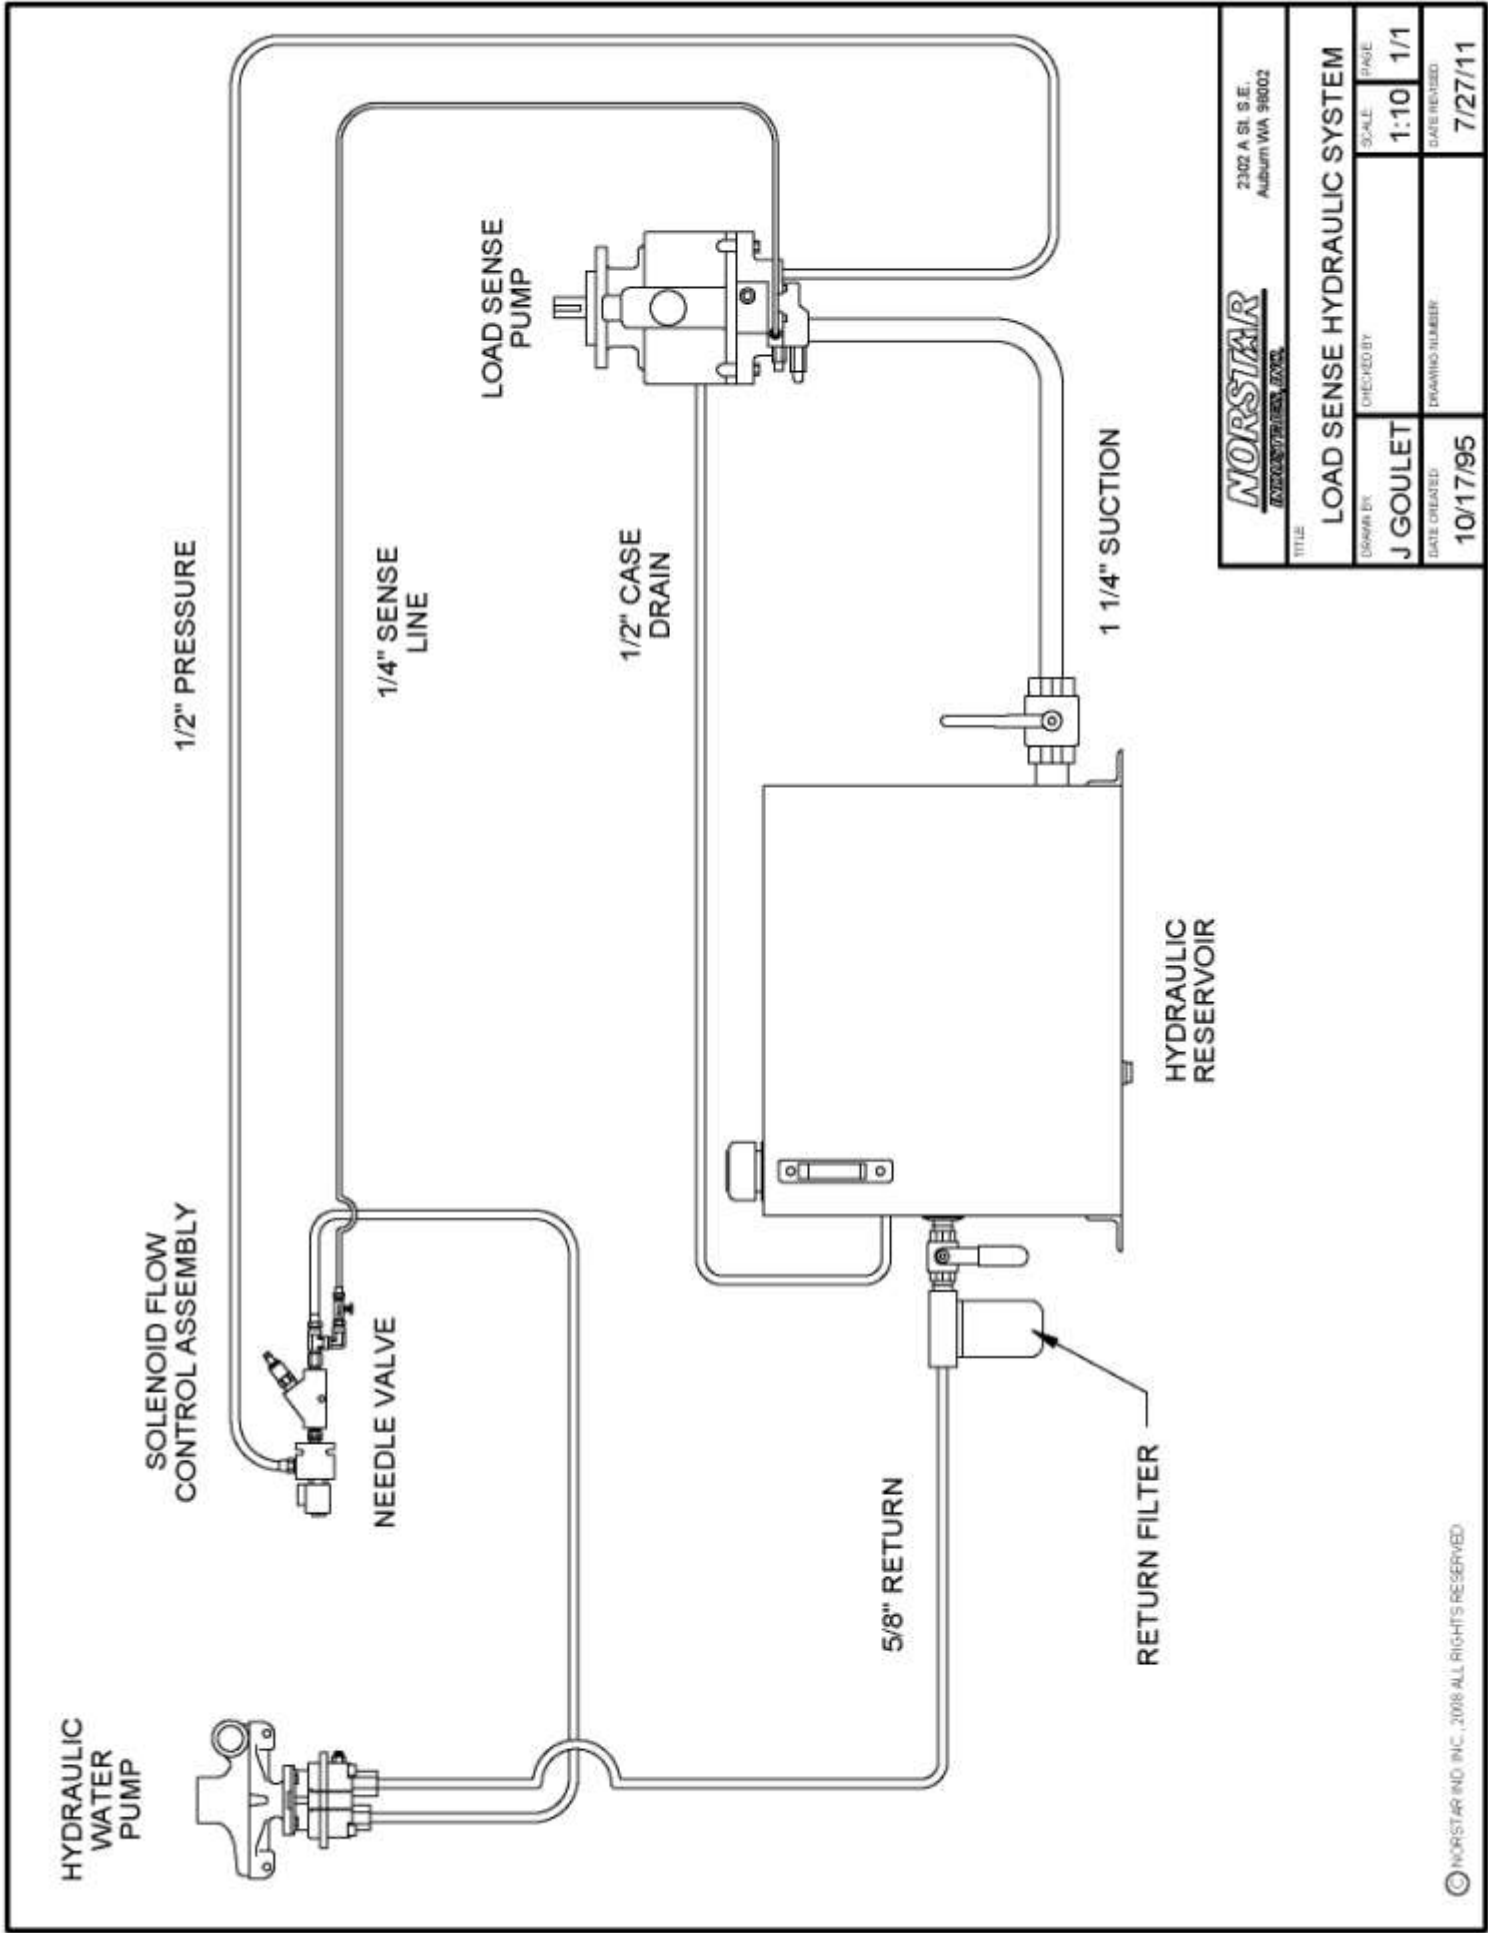 HYDRAULIC
WATER
PUMP
SOLENOID FLOW
CONTROL ASSEMBLY
NEEDLE VALVE
1/2" PRESSURE
1/4" SENSE
LINE
LOAD SENSE
PUMP
1/2" CASE
DRAIN
1 1/4" SUCTION
HYDRAULIC
RESERVOIR
5/8" RETURN
RETURN FILTER
NORSTAR
INDUSTRIES, INC.
2302 A St. S.E.
Auburn WA 98002
TITLE
LOAD SENSE HYDRAULIC SYSTEM
DRAWN BY:
J GOULET
CHECKED BY
SCALE:
1:10
PAGE
1/1
DATE CREATED:
10/17/95
DRAWING NUMBER:
DATE REVISED:
7/27/11
© NORSTAR IND. INC., 2008 ALL RIGHTS RESERVED